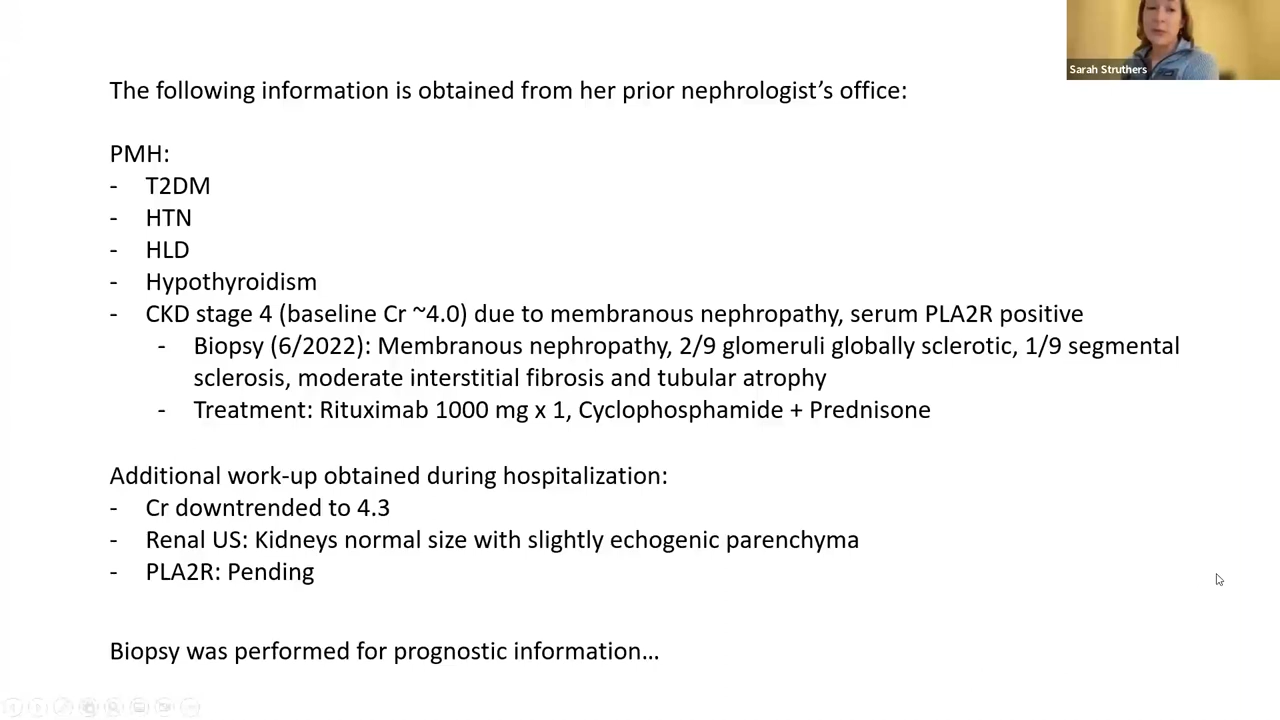 Sarah Struthers
The following information is obtained from her prior nephrologist’s office:
PMH:
- T2DM
- HTN
- HLD
- Hypothyroidism
- CKD stage 4 (baseline Cr ~4.0) due to membranous nephropathy, serum PLA2R positive
- Biopsy (6/2022): Membranous nephropathy, 2/9 glomeruli globally sclerotic, 1/9 segmental
sclerosis, moderate interstitial fibrosis and tubular atrophy
- Treatment: Rituximab 1000 mg x 1, Cyclophosphamide + Prednisone
Additional work-up obtained during hospitalization:
- Cr downtrended to 4.3
- Renal US: Kidneys normal size with slightly echogenic parenchyma
- PLA2R: Pending
Biopsy was performed for prognostic information…